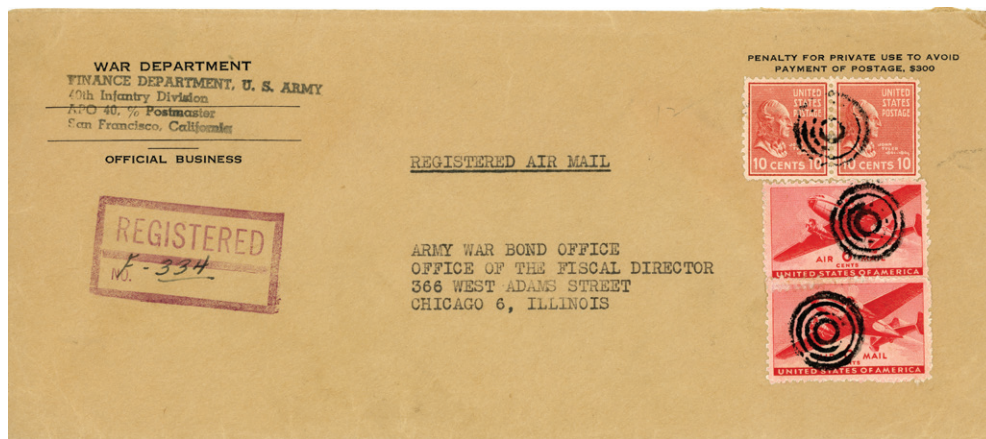 WAR DEPARTMENT
FINANCE DEPARTMENT, U. S. ARMY
40th Infantry Division
APO 40, % Postmaster
San Francisco, California
OFFICIAL BUSINESS
PENALTY FOR PRIVATE USE TO AVOID
PAYMENT OF POSTAGE, $300
UNITED
STATES
POSTAGE
10 CENTS 10
UNITED
STATES
POSTAGE
JOHN
TYLER
10 CENTS 10
REGISTERED AIR MAIL
AIR
CENTS
UNITED STATES OF AMERICA
REGISTERED
NO. -334
ARMY WAR BOND OFFICE
OFFICE OF THE FISCAL DIRECTOR
366 WEST ADAMS STREET
CHICAGO 6, ILLINOIS
MAIL
UNITED STATES OF AMERICA